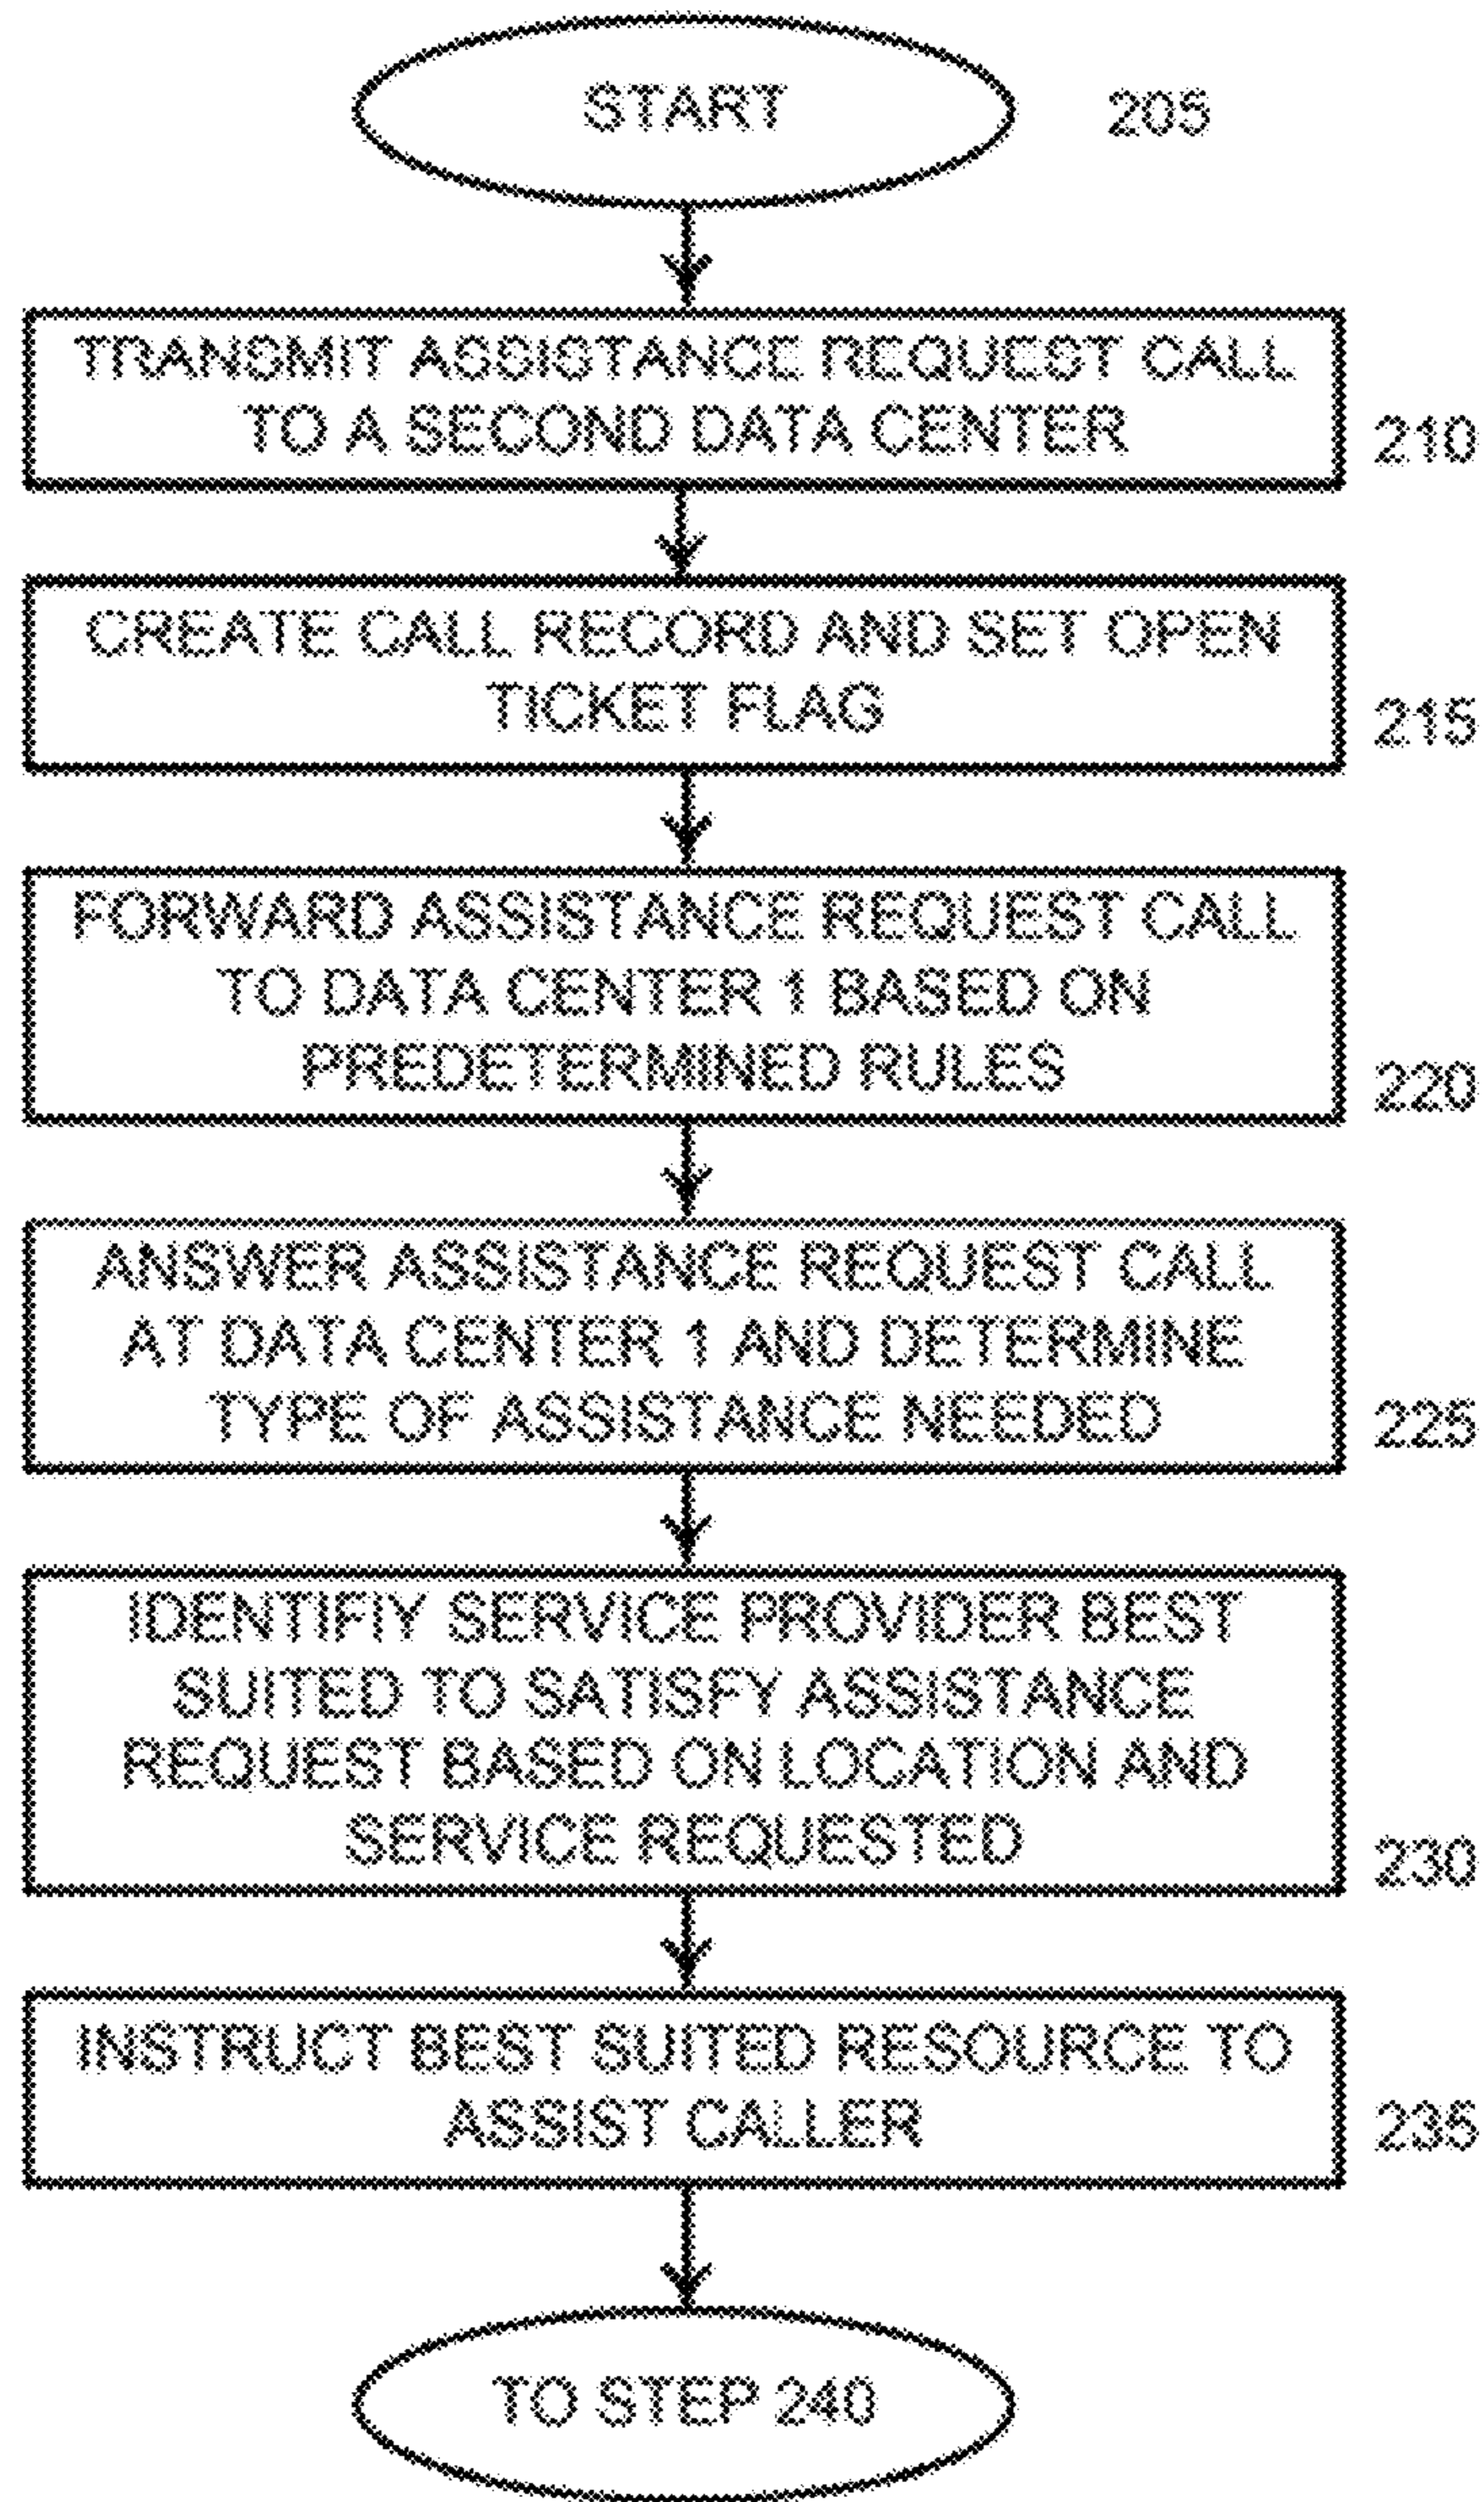 START
205
TRANSMIT ASSISTANCE REQUEST CALL
TO A SECOND DATA CENTER
210
CREATE CALL RECORD AND SET OPEN
TICKET FLAG
215
FORWARD ASSISTANCE REQUEST CALL
TO DATA CENTER 1 BASED ON
PREDETERMINED RULES
220
ANSWER ASSISTANCE REQUEST CALL
AT DATA CENTER 1 AND DETERMINE
TYPE OF ASSISTANCE NEEDED
225
IDENTIFIY SERVICE PROVIDER BEST
SUITED TO SATISFY ASSISTANCE
REQUEST BASED ON LOCATION AND
SERVICE REQUESTED
230
INSTRUCT BEST SUITED RESOURCE TO
ASSIST CALLER
235
TO STEP 240